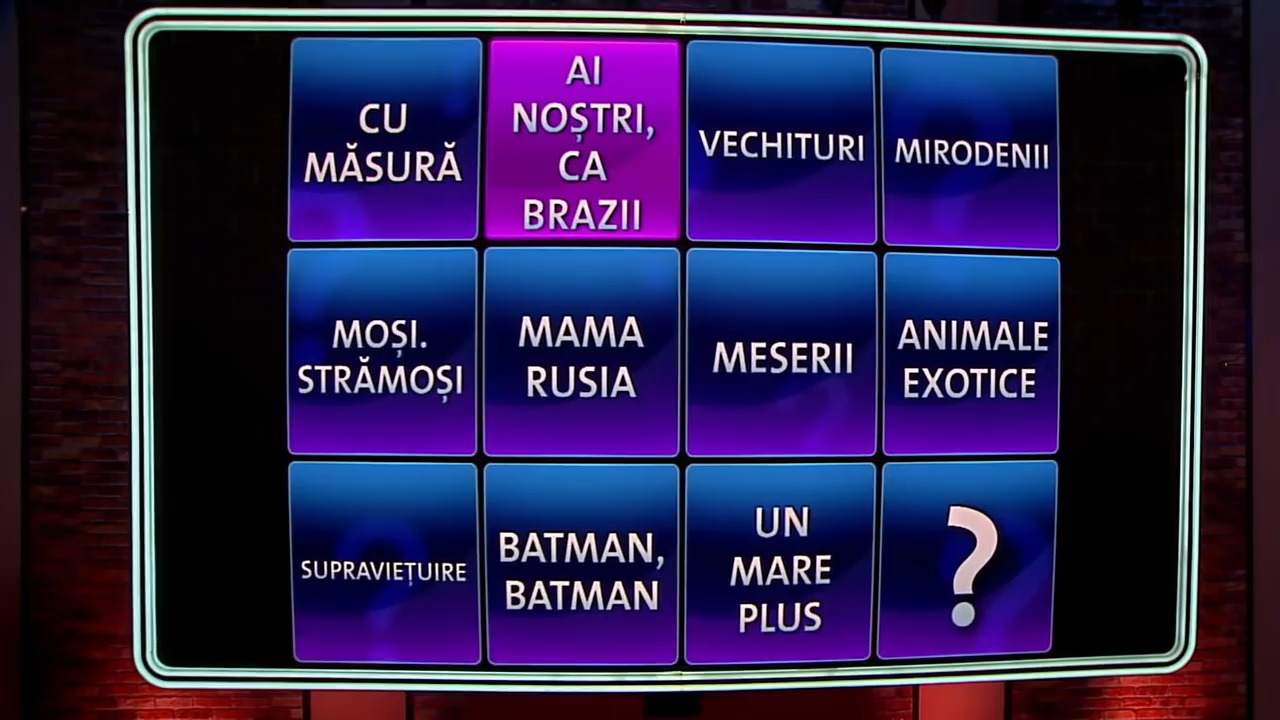 CU
MĂSURĂ
AI
NOȘTRI,
CA
BRAZII
VECHITURI
MIRODENII
MOȘI.
STRĂMOȘI
MAMA
RUSIA
MESERII
ANIMALE
EXOTICE
SUPRAVIEȚUIRE
BATMAN,
BATMAN
UN
MARE
PLUS
?